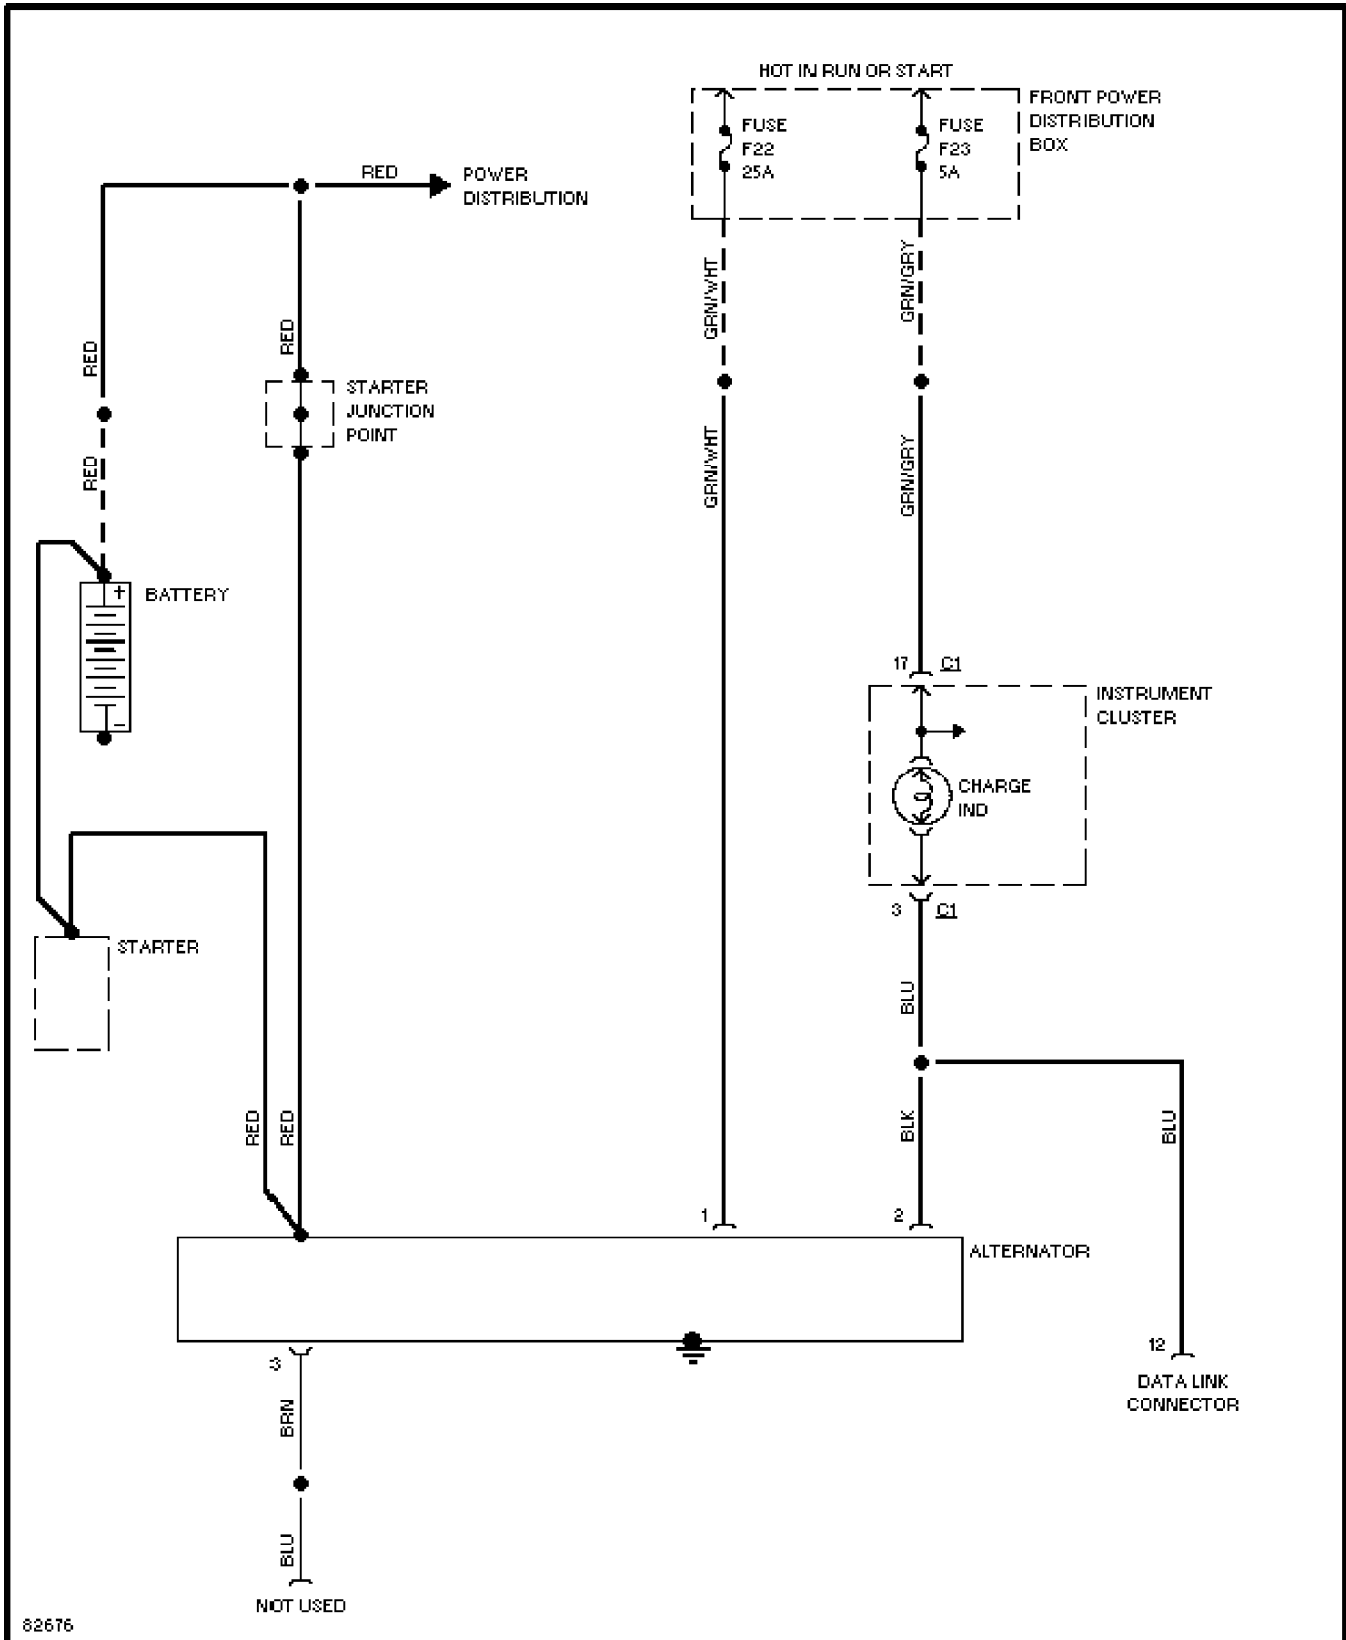 HOT IN RUN OR START
FRONT POWER
DISTRIBUTION
BOX
FUSE
F22
25A
FUSE
F23
5A
RED
POWER
DISTRIBUTION
GRN/WHT
GRN/GRY
RED
RED
STARTER
JUNCTION
POINT
RED
GRN/WHT
GRN/GRY
+
BATTERY
-
17 C1
INSTRUMENT
CLUSTER
CHARGE
IND
3 C1
STARTER
BLU
RED
RED
BLK
BLU
1
2
ALTERNATOR
3
12
DATA LINK
CONNECTOR
BRN
BLU
NOT USED
82676